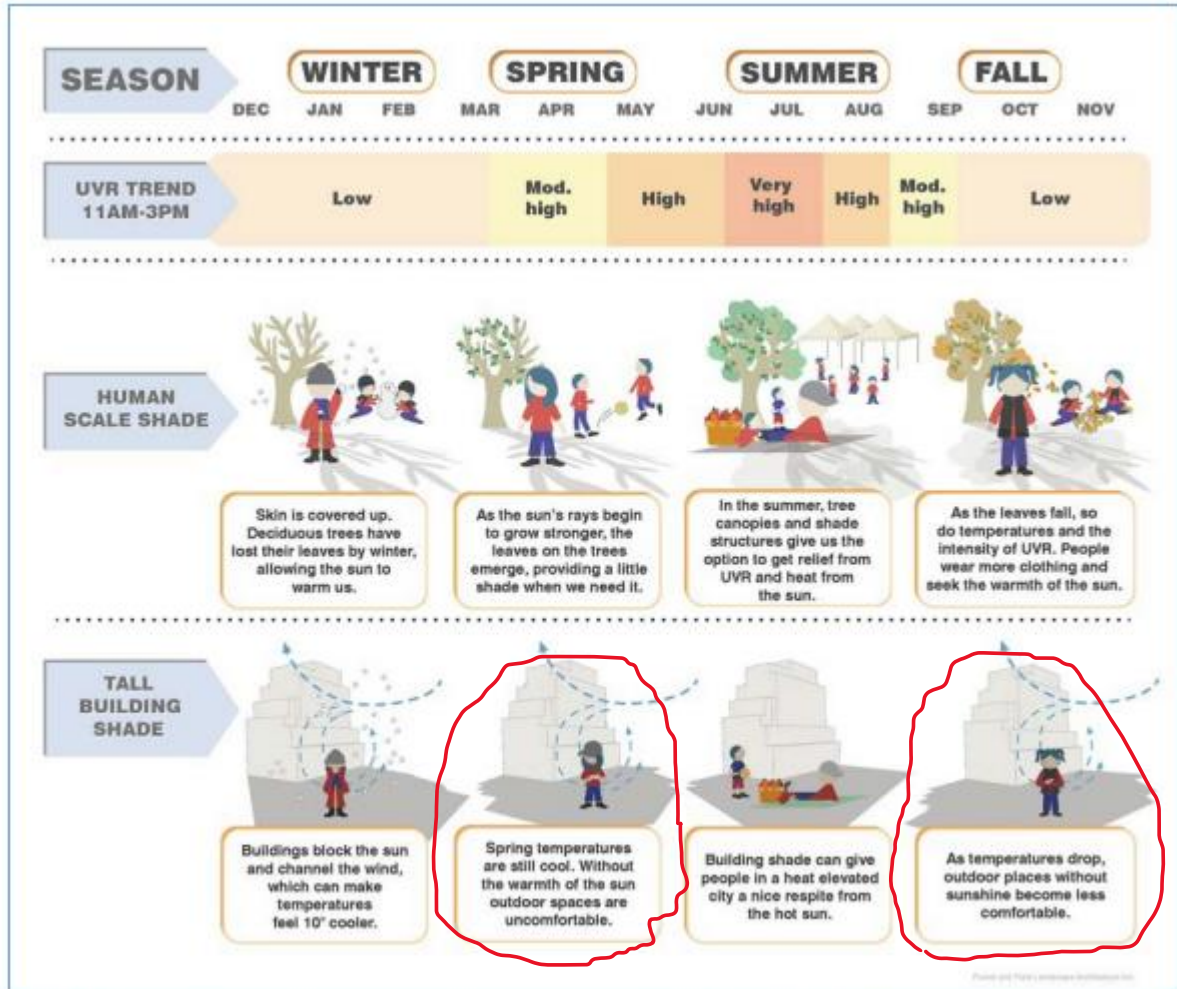 SEASON
WINTER
SPRING
SUMMER
FALL
DEC JAN FEB MAR APR MAY JUN JUL AUG SEP OCT NOV
UVR TREND
11AM-3PM
Low
Mod.
high
High
Very
high
High
Mod.
high
Low
HUMAN
SCALE SHADE
Skin is covered up.
Deciduous trees have
lost their leaves by winter,
allowing the sun to
warm us.
As the sun's rays begin
to grow stronger, the
leaves on the trees
emerge, providing a little
shade when we need it.
In the summer, tree
canopies and shade
structures give us the
option to get relief from
UVR and heat from
the sun.
As the leaves fall, so
do temperatures and the
intensity of UVR. People
wear more clothing and
seek the warmth of the sun.
TALL
BUILDING
SHADE
Buildings block the sun
and channel the wind,
which can make
temperatures
feel 10° cooler.
Spring temperatures
are still cool. Without
the warmth of the sun
outdoor spaces are
uncomfortable.
Building shade can give
people in a heat elevated
city a nice respite from
the hot sun.
As temperatures drop,
outdoor places without
sunshine become less
comfortable.
and Landscape Architecture Inc.